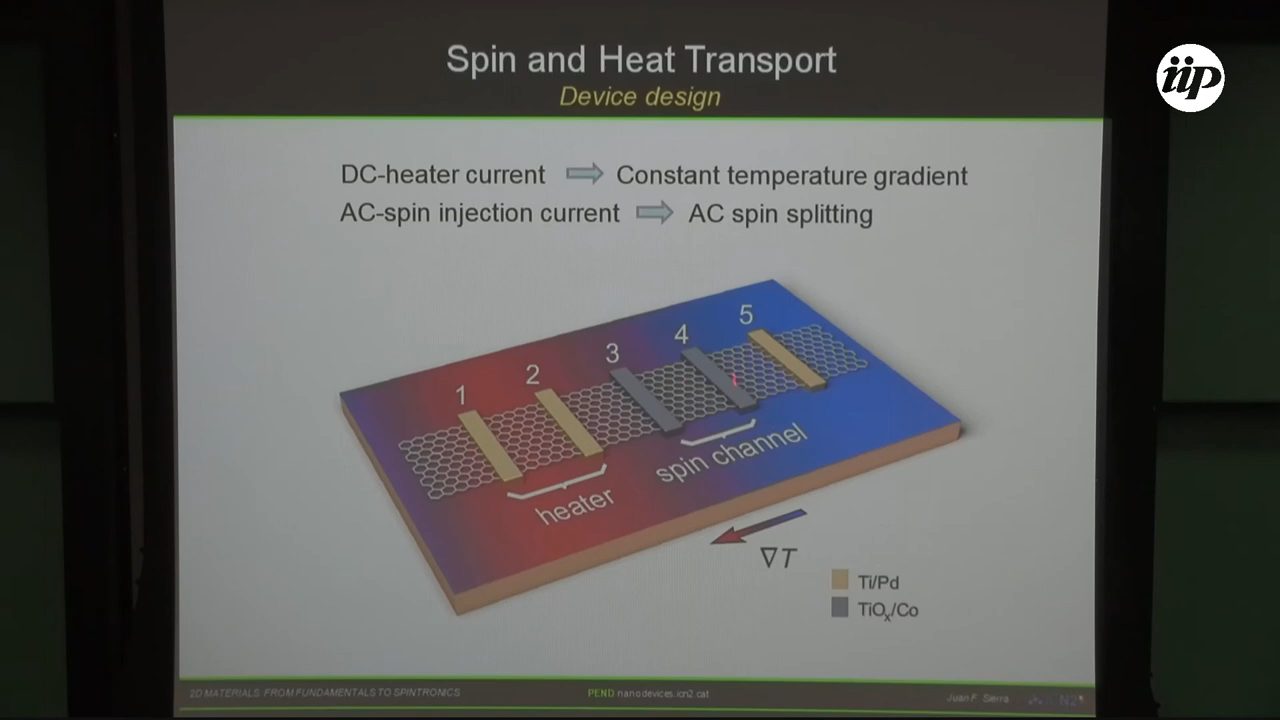 iip
Spin and Heat Transport
Device design
DC-heater current ⇒ Constant temperature gradient
AC-spin injection current ⇒ AC spin splitting
1
2
3
4
5
heater
spin channel
∇T
Ti/Pd
TiOx/Co
2D MATERIALS: FROM FUNDAMENTALS TO SPINTRONICS
PEND nanodevices.icn2.cat
Juan F. Sierra